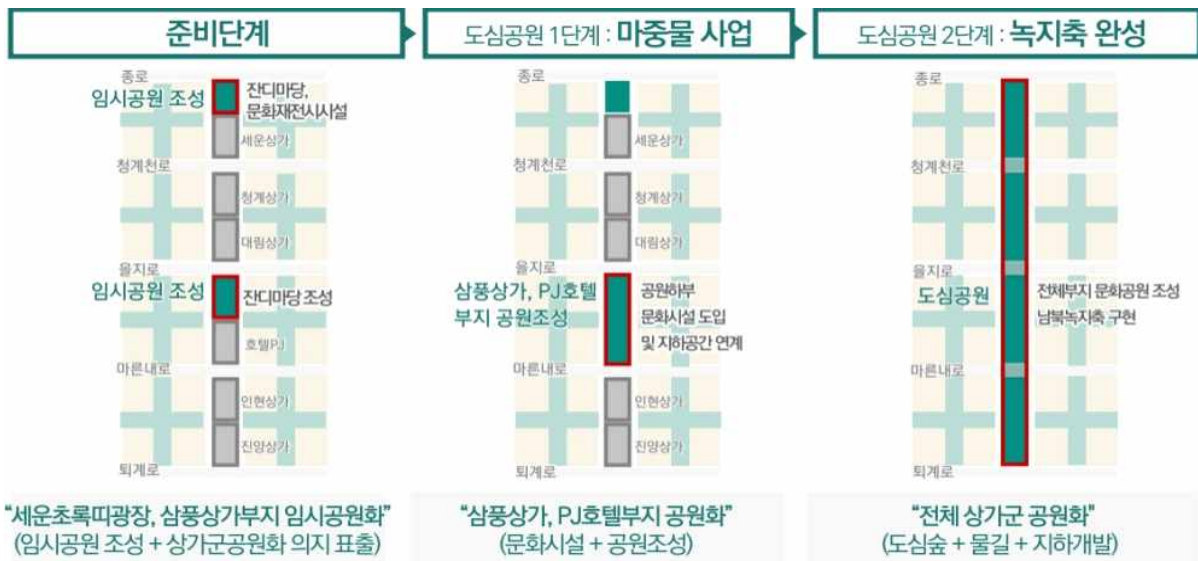 준비단계
종로
임시공원 조성
잔디마당,
문화재전시시설
세운상가
청계천로
청계상가
대림상가
을지로
임시공원 조성
잔디마당 조성
호텔PJ
마른내로
인현상가
진양상가
퇴계로
"세운초록띠광장, 삼풍상가부지 임시공원화"
(임시공원 조성 + 상가군공원화 의지 표출)
도심공원 1단계 : 마중물 사업
종로
세운상가
청계천로
청계상가
대림상가
을지로
삼풍상가, PJ호텔
부지 공원조성
공원하부
문화시설 도입
및 지하공간 연계
마른내로
인현상가
진양상가
퇴계로
"삼풍상가, PJ호텔부지 공원화"
(문화시설 + 공원조성)
도심공원 2단계 : 녹지축 완성
종로
청계천로
을지로
도심공원
전체부지 문화공원 조성
남북녹지축 구현
마른내로
퇴계로
"전체 상가군 공원화"
(도심숲 + 물길 + 지하개발)